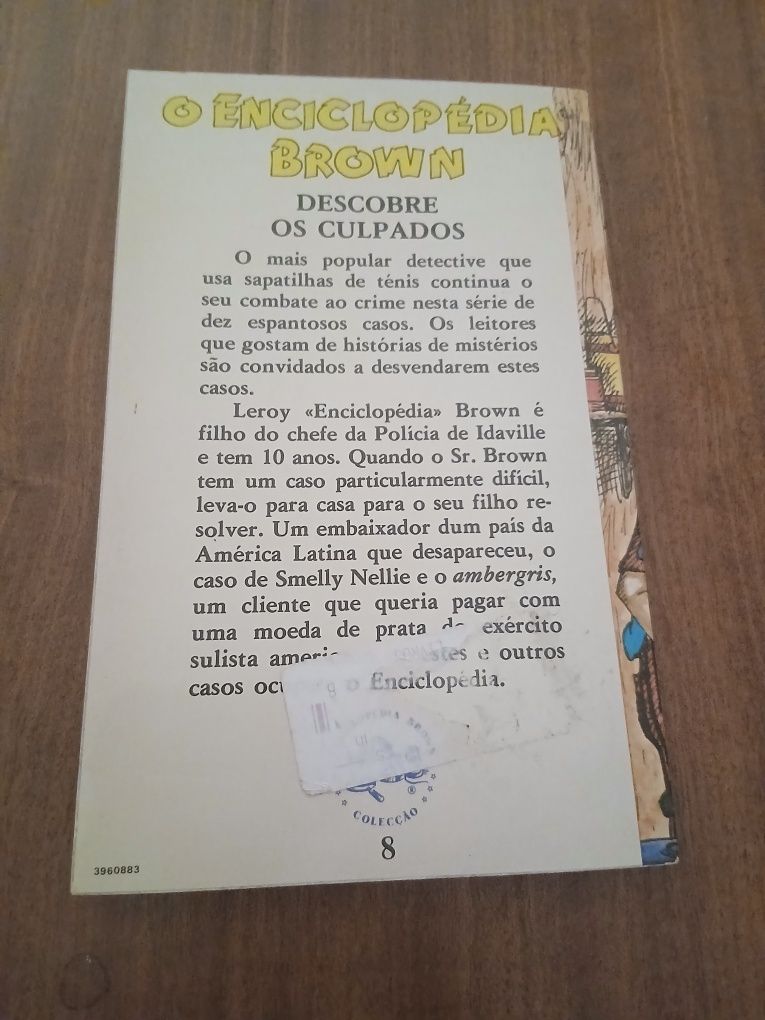 O ENCICLOPÉDIA
BROWN
DESCOBRE
OS CULPADOS
O mais popular detective que
usa sapatilhas de ténis continua o
seu combate ao crime nesta série de
dez espantosos casos. Os leitores
que gostam de histórias de mistérios
são convidados a desvendarem estes
casos.
Leroy «Enciclopédia» Brown é
filho do chefe da Polícia de Idaville
e tem 10 anos. Quando o Sr. Brown
tem um caso particularmente difícil,
leva-o para casa para o seu filho re-
solver. Um embaixador dum país da
América Latina que desapareceu, o
caso de Smelly Nellie e o ambergris,
um cliente que queria pagar com
uma moeda de prata do exército
sulista e outros
casos o Enciclopédia.
BROWN
COLECÇÃO
8
3960883